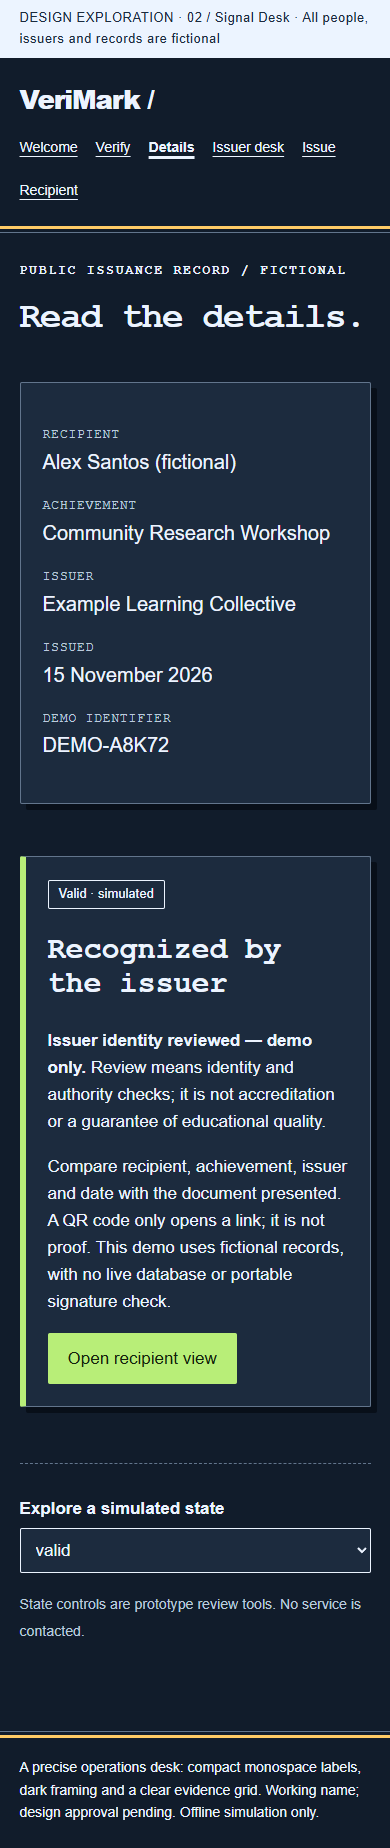 DESIGN EXPLORATION · 02 / Signal Desk · All people,
issuers and records are fictional
VeriMark /
Welcome Verify Details Issuer desk Issue
Recipient
PUBLIC ISSUANCE RECORD / FICTIONAL
Read the details.
RECIPIENT
Alex Santos (fictional)
ACHIEVEMENT
Community Research Workshop
ISSUER
Example Learning Collective
ISSUED
15 November 2026
DEMO IDENTIFIER
DEMO-A8K72
Valid · simulated
Recognized by
the issuer
Issuer identity reviewed — demo
only. Review means identity and
authority checks; it is not accreditation
or a guarantee of educational quality.
Compare recipient, achievement, issuer
and date with the document presented.
A QR code only opens a link; it is not
proof. This demo uses fictional records,
with no live database or portable
signature check.
Open recipient view
Explore a simulated state
valid
State controls are prototype review tools. No service is
contacted.
A precise operations desk: compact monospace labels,
dark framing and a clear evidence grid. Working name;
design approval pending. Offline simulation only.